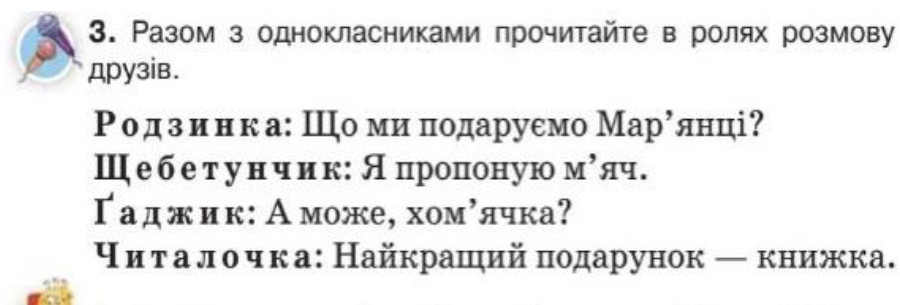 3. Разом з однокласниками прочитайте в ролях розмову
друзів.
Родзинка: Що ми подаруємо Мар’янці?
Щебетунчик: Я пропоную м’яч.
Ґаджик: А може, хом’ячка?
Читалочка: Найкращий подарунок — книжка.